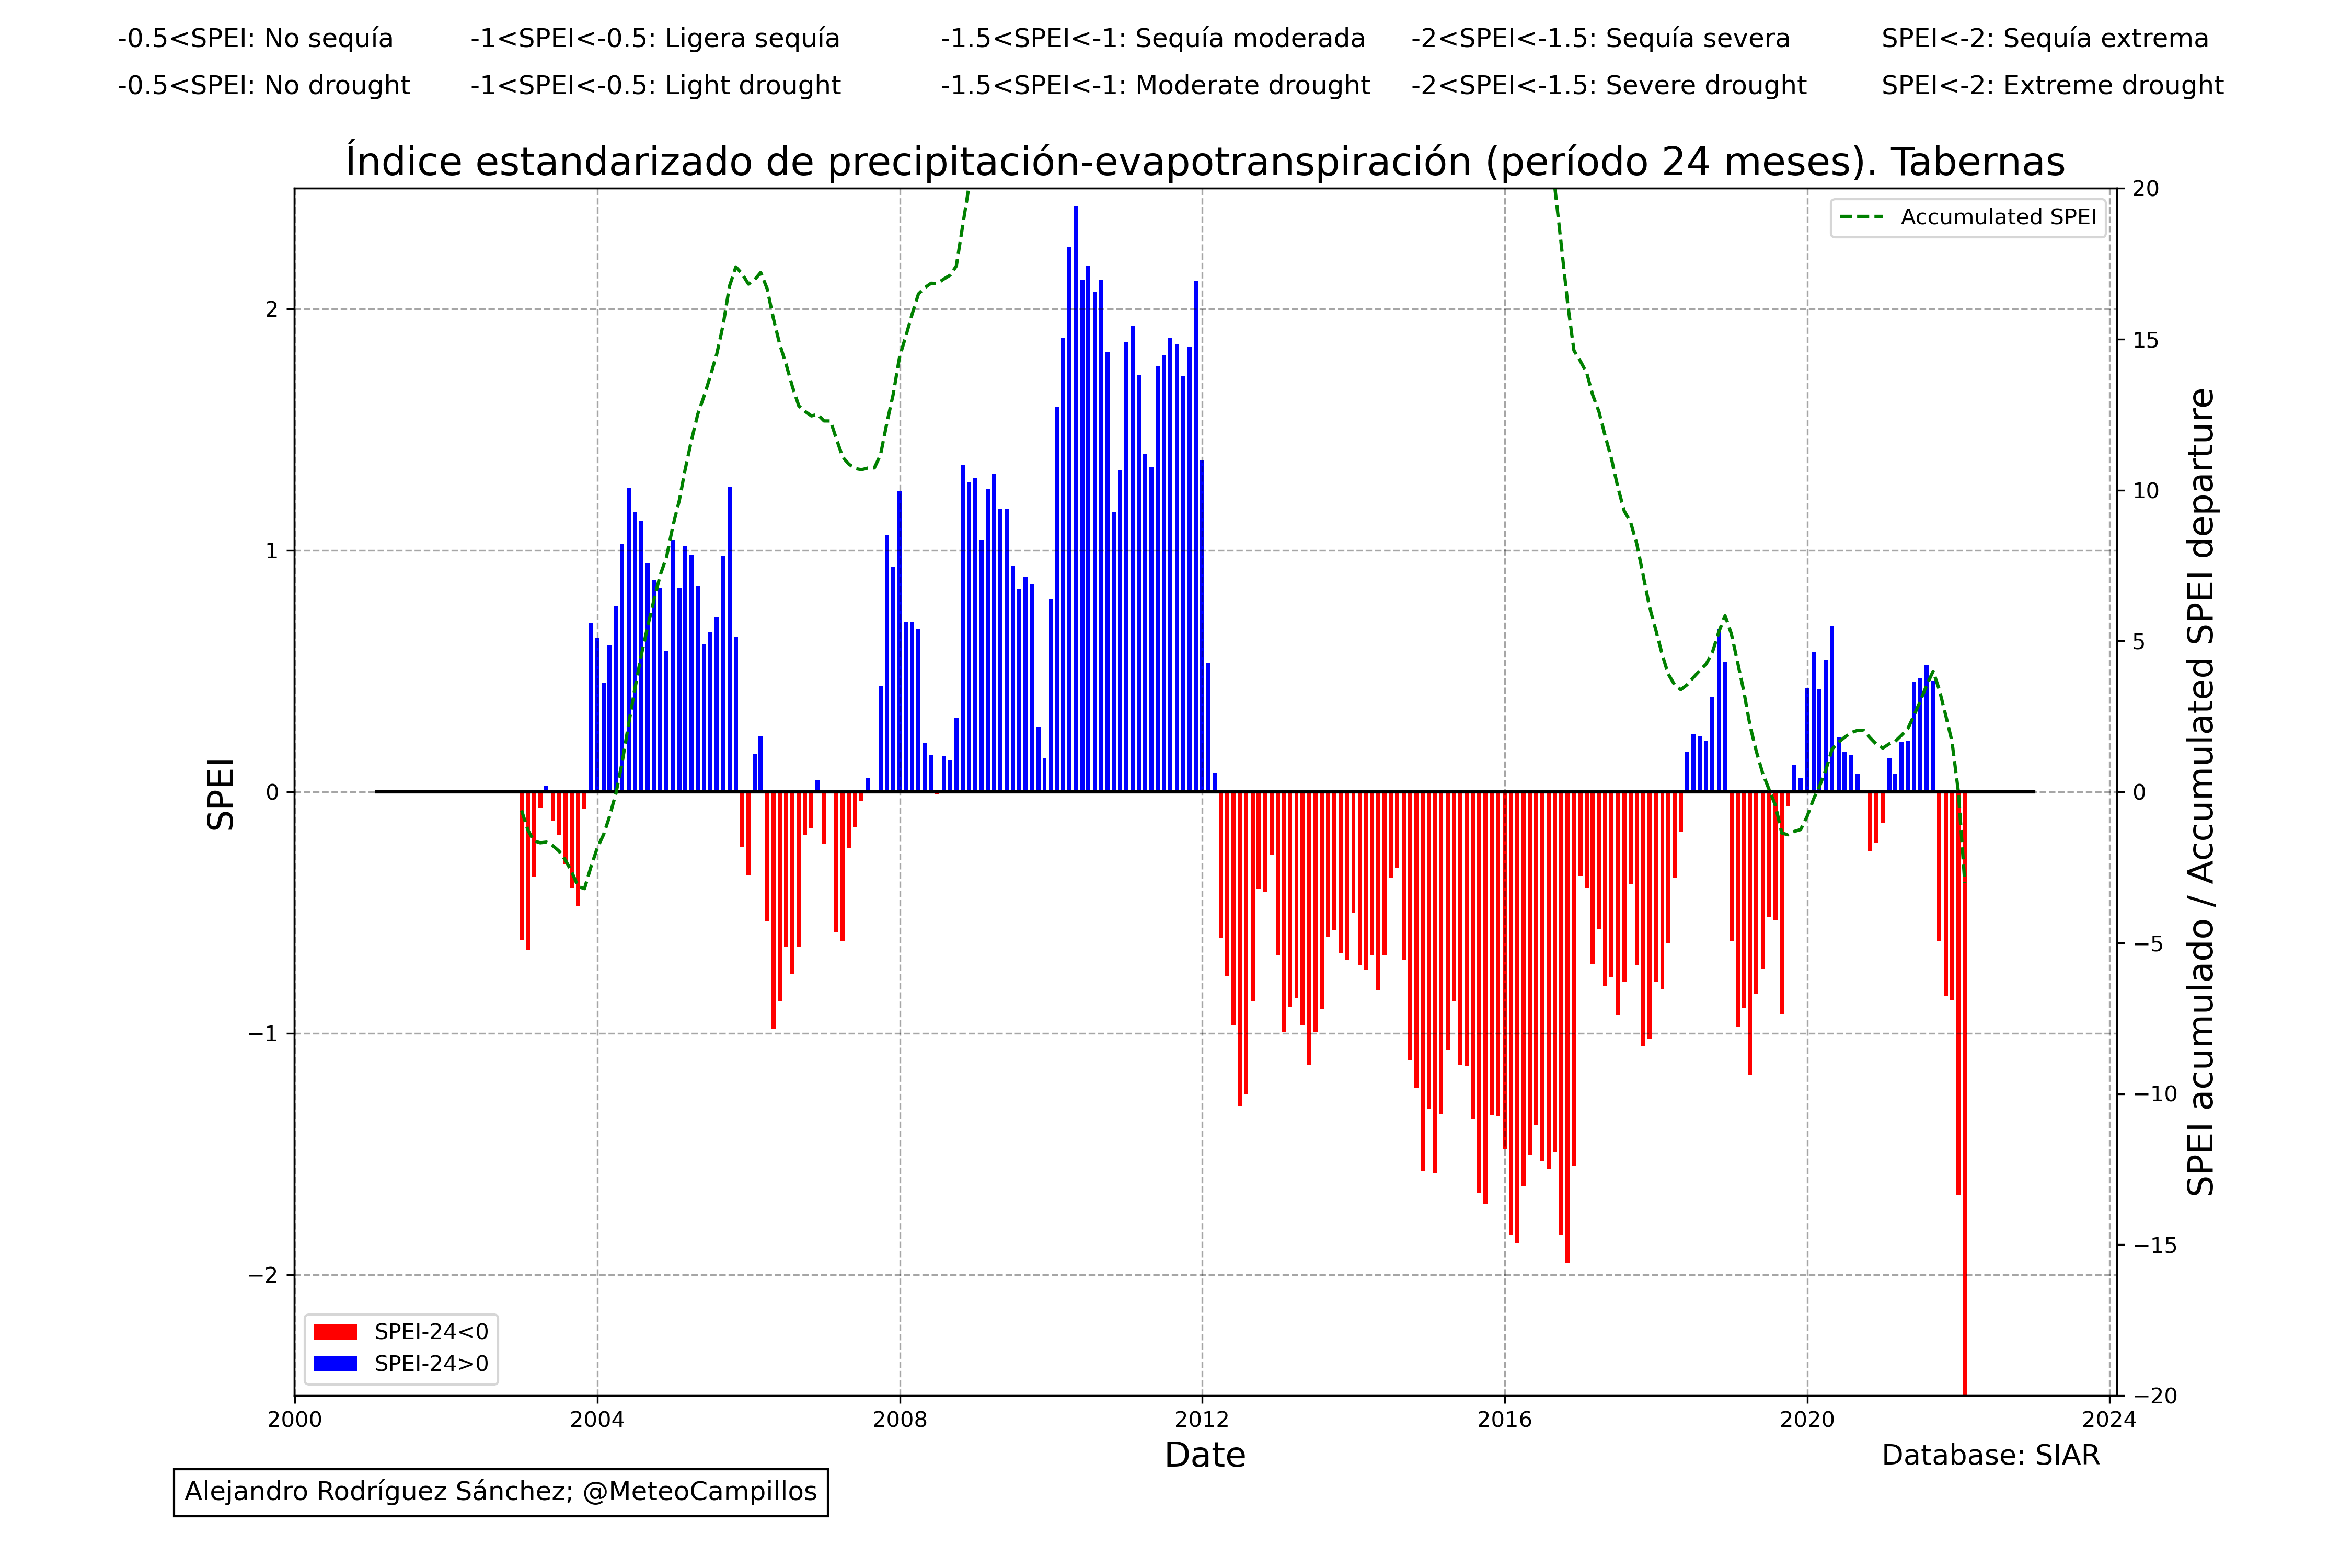 -0.5<SPEI: No sequía -1<SPEI<-0.5: Ligera sequía -1.5<SPEI<-1: Sequía moderada -2<SPEI<-1.5: Sequía severa SPEI<-2: Sequía extrema
-0.5<SPEI: No drought -1<SPEI<-0.5: Light drought -1.5<SPEI<-1: Moderate drought -2<SPEI<-1.5: Severe drought SPEI<-2: Extreme drought
Índice estandarizado de precipitación-evapotranspiración (período 24 meses). Tabernas
Accumulated SPEI
SPEI
2
1
0
−1
−2
20
15
10
5
0
−5
−10
−15
−20
SPEI acumulado / Accumulated SPEI departure
SPEI-24<0
SPEI-24>0
2000 2004 2008 2012 2016 2020 2024
Date
Database: SIAR
Alejandro Rodríguez Sánchez; @MeteoCampillos